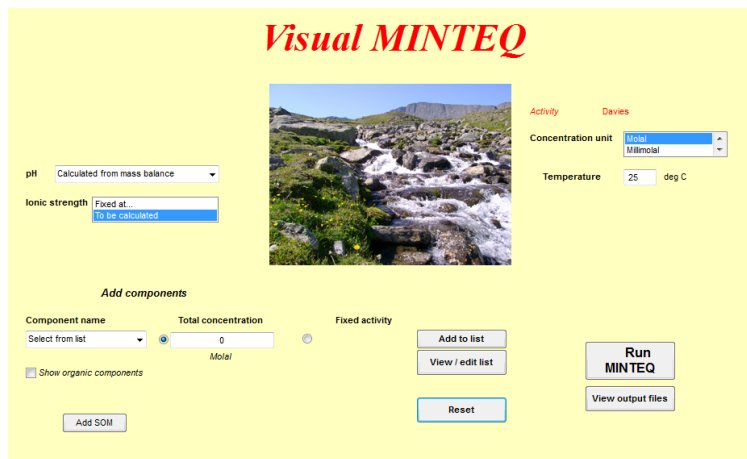 Visual MINTEQ
Activity Davies
Concentration unit Molal
Millimolal
pH Calculated from mass balance
Temperature 25 deg C
Ionic strength Fixed at...
To be calculated
Add components
Component name Total concentration Fixed activity
Select from list 0 Add to list
Molal
View / edit list
Run
MINTEQ
Show organic components
View output files
Reset
Add SOM